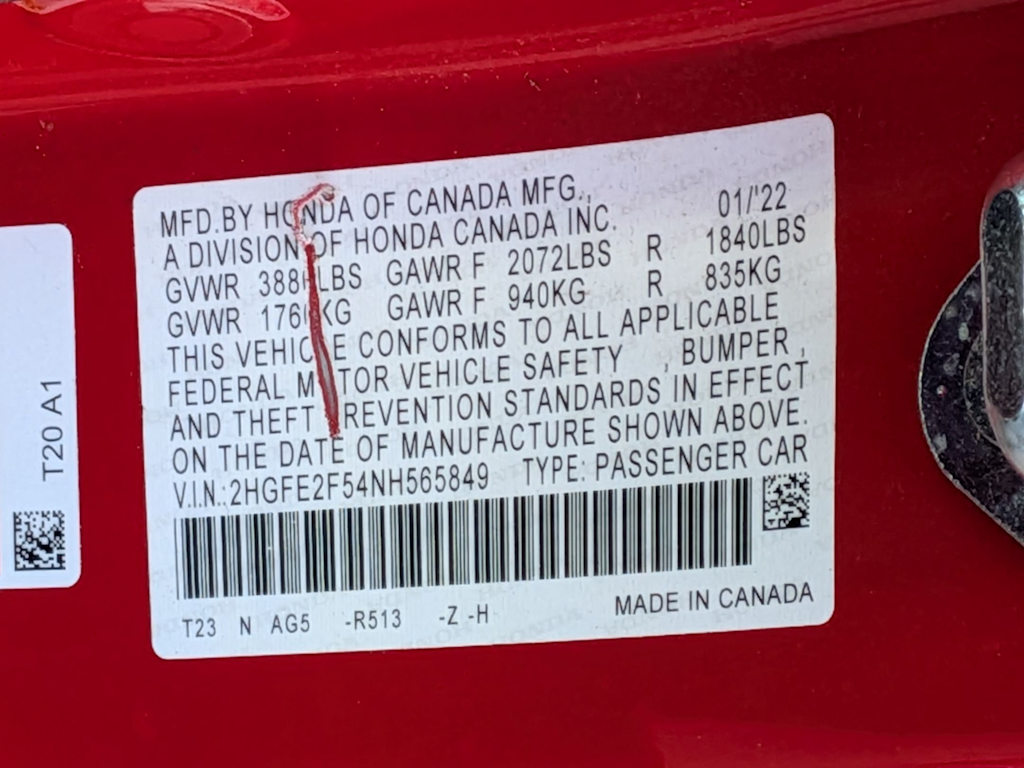 T20 A1
MFD.BY HONDA OF CANADA MFG.,
A DIVISION OF HONDA CANADA INC. 01/'22
GVWR 3880LBS GAWR F 2072LBS R 1840LBS
GVWR 1760KG GAWR F 940KG R 835KG
THIS VEHICLE CONFORMS TO ALL APPLICABLE
FEDERAL MOTOR VEHICLE SAFETY , BUMPER ,
AND THEFT PREVENTION STANDARDS IN EFFECT
ON THE DATE OF MANUFACTURE SHOWN ABOVE.
V.I.N.:2HGFE2F54NH565849 TYPE: PASSENGER CAR
T23 N AG5 -R513 -Z -H MADE IN CANADA